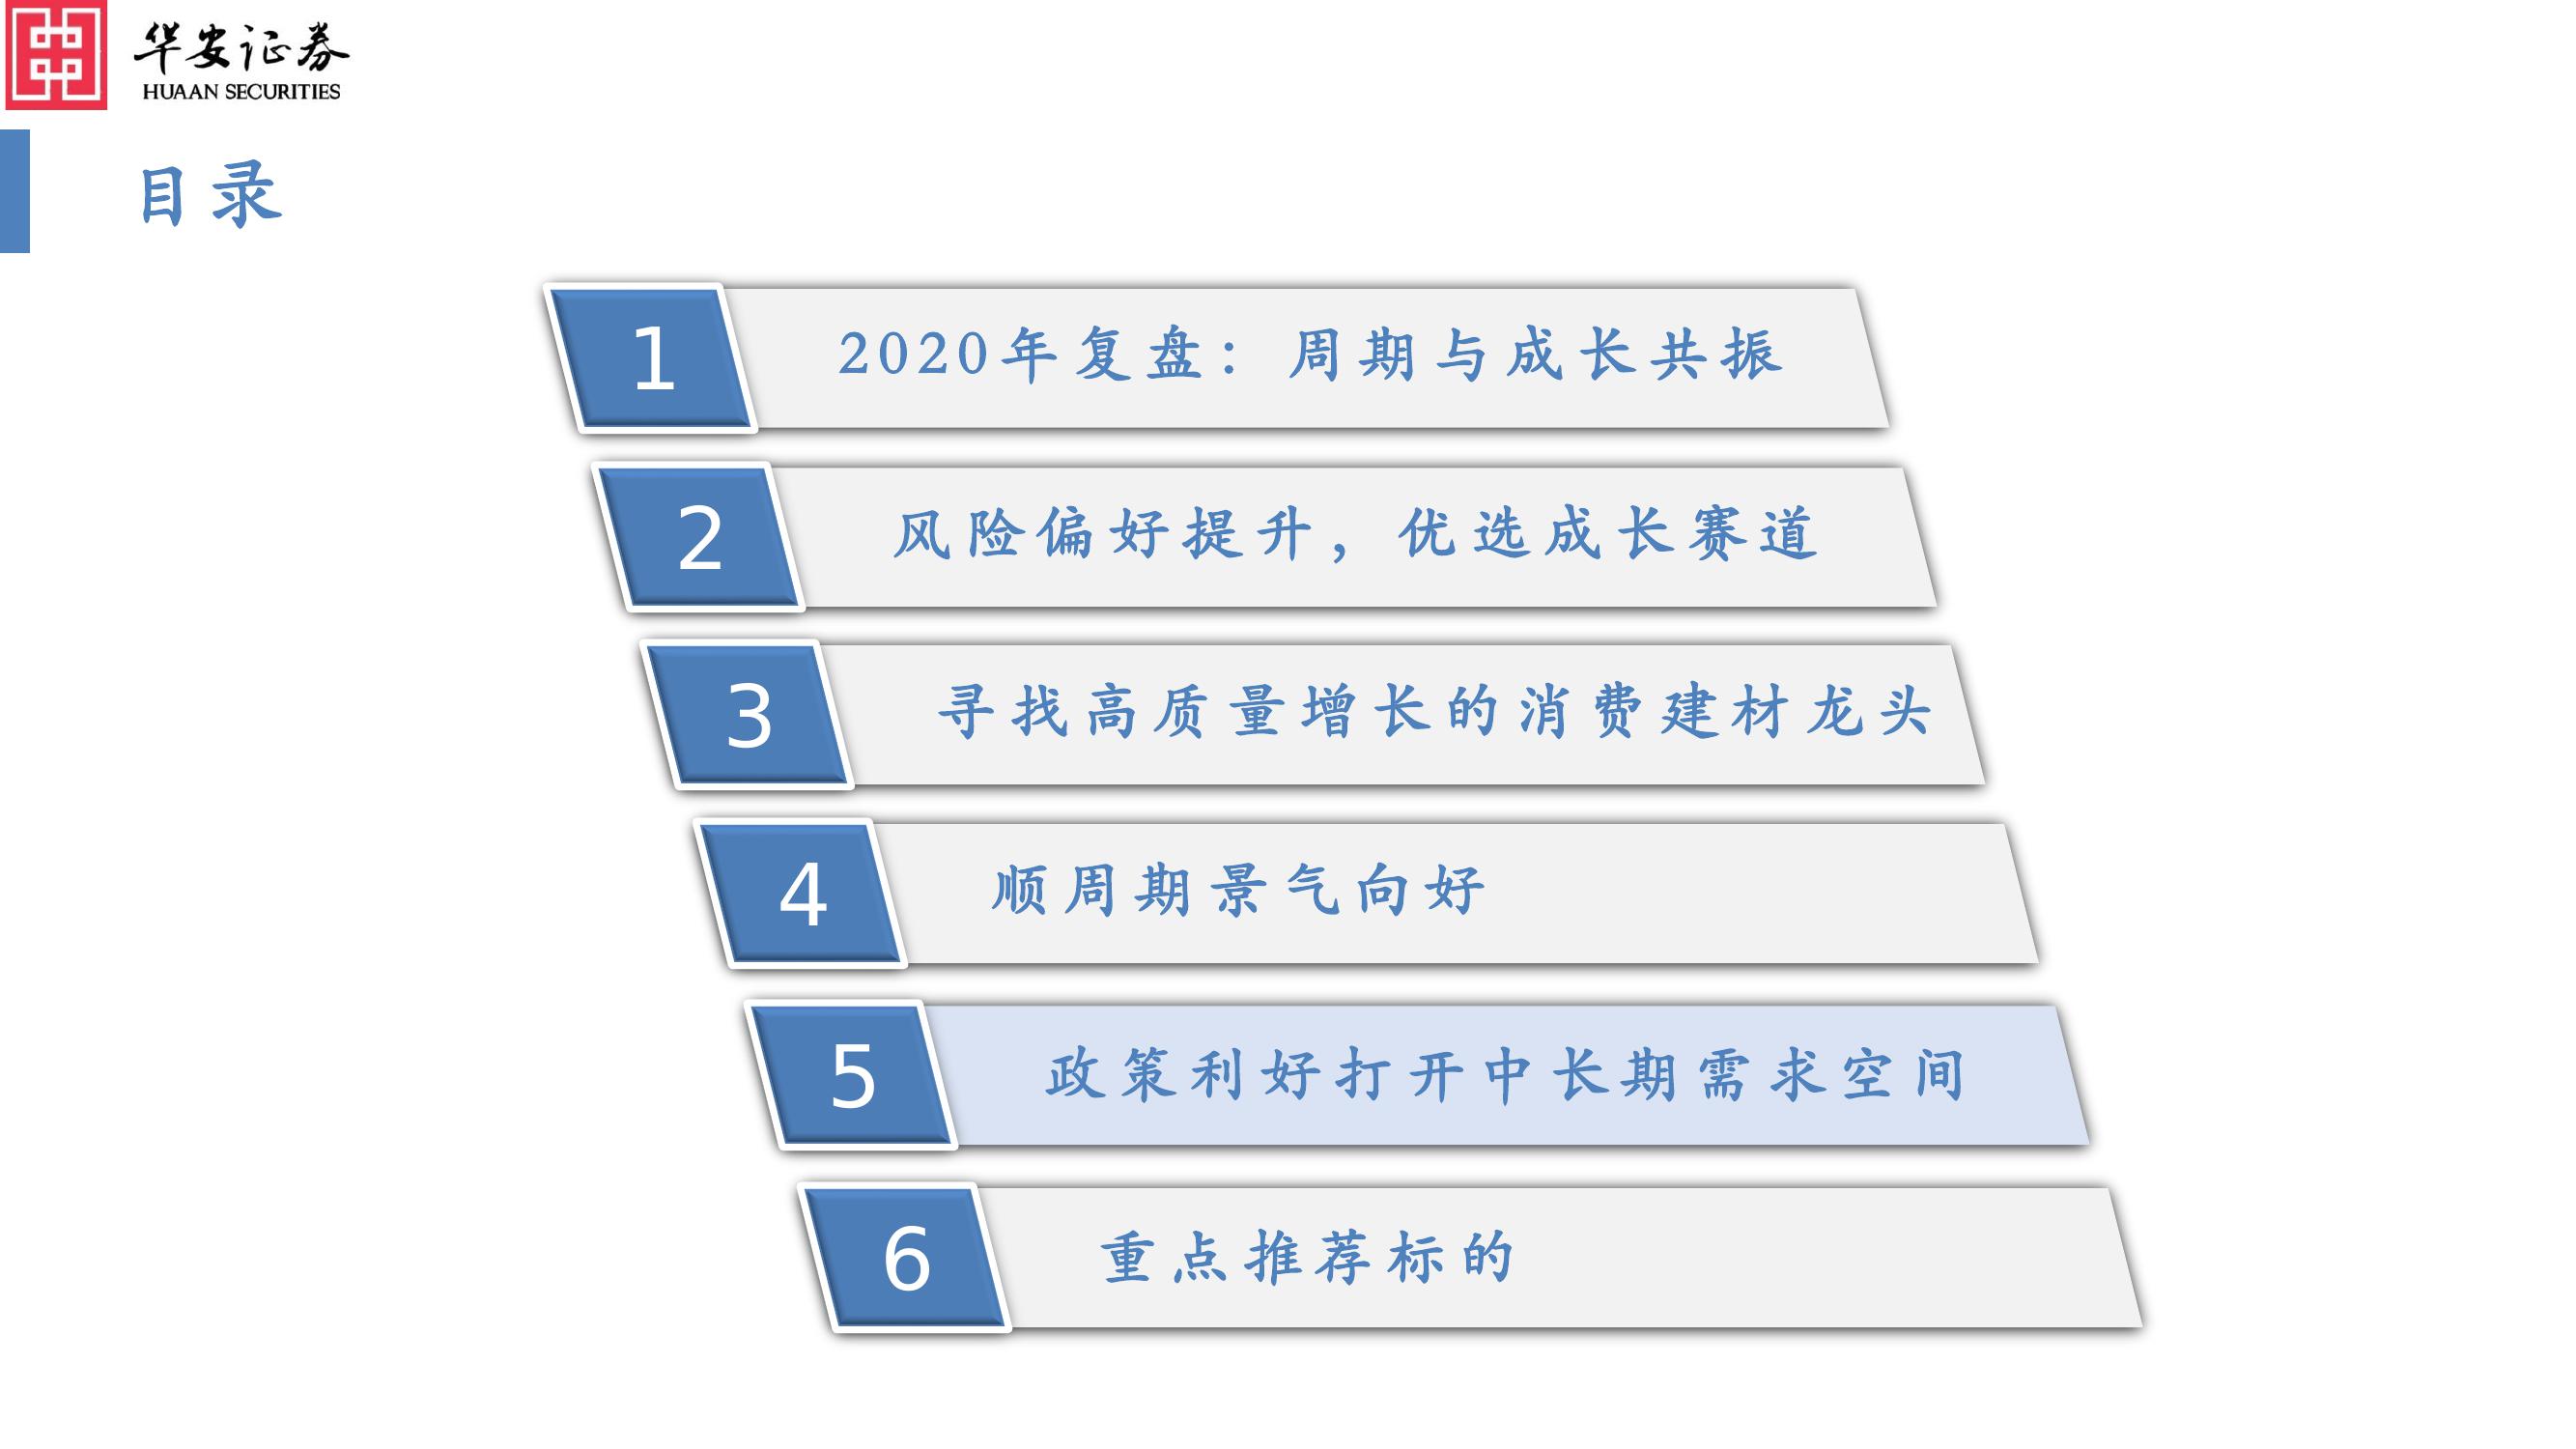 华安证券
HUAAN SECURITIES
目录
1 2020年复盘：周期与成长共振
2 风险偏好提升，优选成长赛道
3 寻找高质量增长的消费建材龙头
4 顺周期景气向好
5 政策利好打开中长期需求空间
6 重点推荐标的